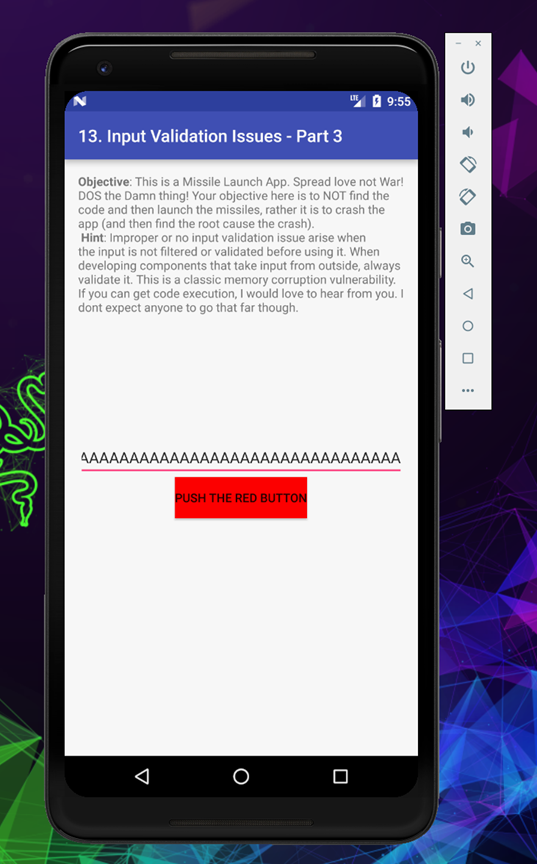 LTE 9:55
13. Input Validation Issues - Part 3
Objective: This is a Missile Launch App. Spread love not War!
DOS the Damn thing! Your objective here is to NOT find the
code and then launch the missiles, rather it is to crash the
app (and then find the root cause the crash).
Hint: Improper or no input validation issue arise when
the input is not filtered or validated before using it. When
developing components that take input from outside, always
validate it. This is a classic memory corruption vulnerability.
If you can get code execution, I would love to hear from you. I
dont expect anyone to go that far though.
AAAAAAAAAAAAAAAAAAAAAAAAAAAAAAAA
PUSH THE RED BUTTON